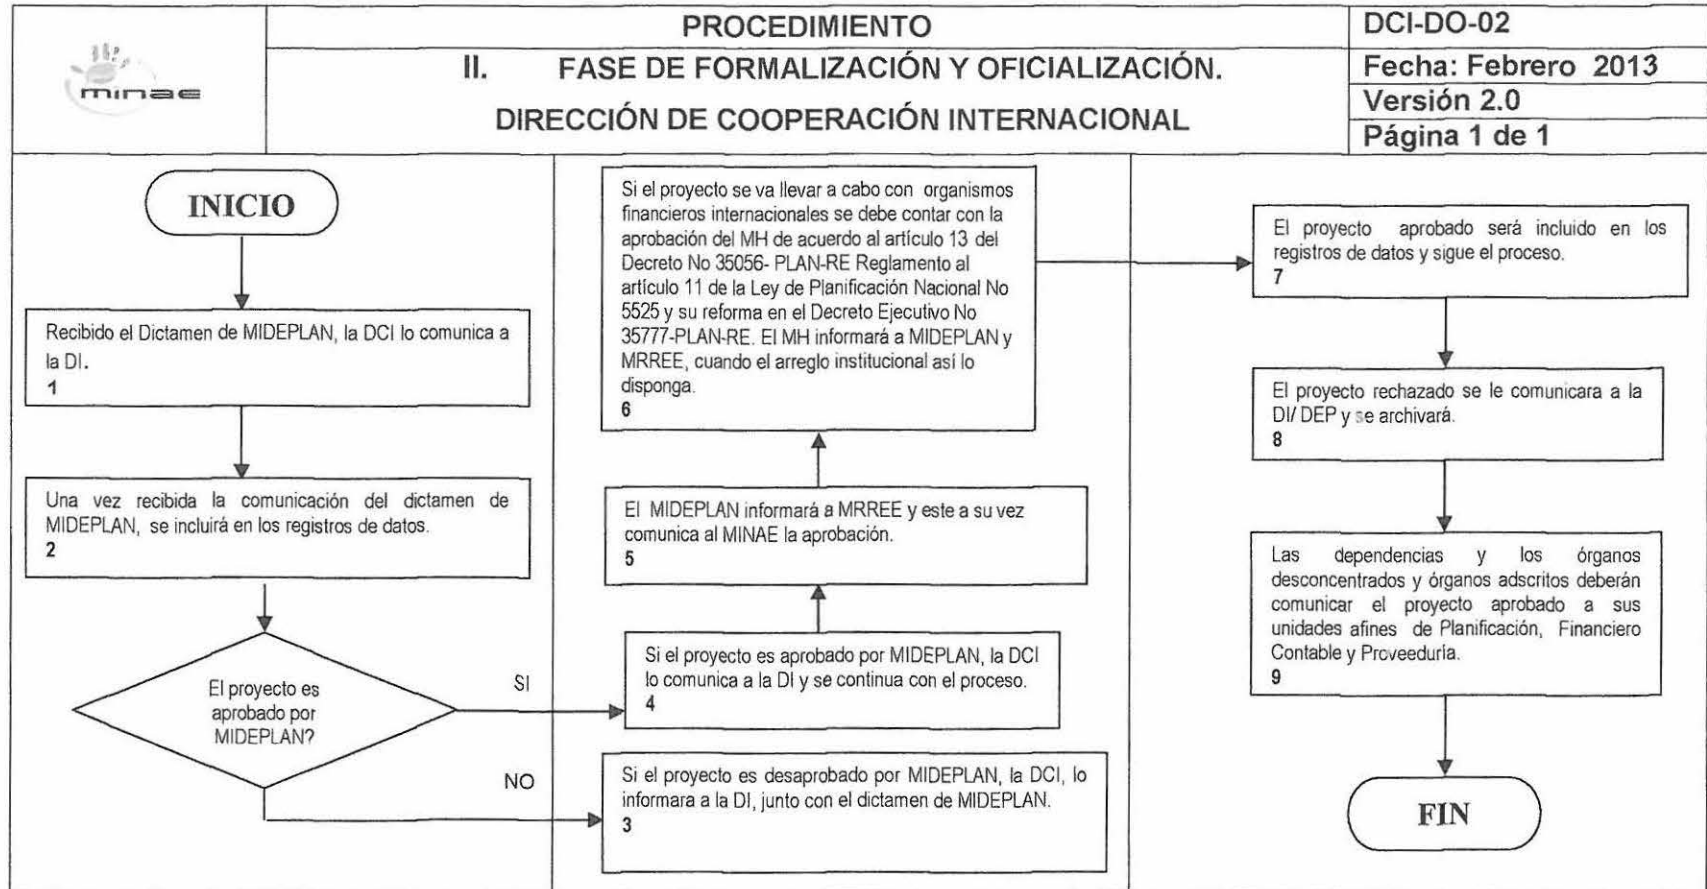 minae
PROCEDIMIENTO
II. FASE DE FORMALIZACIÓN Y OFICIALIZACIÓN.
DIRECCIÓN DE COOPERACIÓN INTERNACIONAL
DCI-DO-02
Fecha: Febrero 2013
Versión 2.0
Página 1 de 1
INICIO
Recibido el Dictamen de MIDEPLAN, la DCI lo comunica a
la DI.
1
Una vez recibida la comunicación del dictamen de
MIDEPLAN, se incluirá en los registros de datos.
2
El proyecto es
aprobado por
MIDEPLAN?
SI
NO
Si el proyecto se va llevar a cabo con organismos
financieros internacionales se debe contar con la
aprobación del MH de acuerdo al artículo 13 del
Decreto No 35056- PLAN-RE Reglamento al
artículo 11 de la Ley de Planificación Nacional No
5525 y su reforma en el Decreto Ejecutivo No
35777-PLAN-RE. El MH informará a MIDEPLAN y
MRREE, cuando el arreglo institucional así lo
disponga.
6
El MIDEPLAN informará a MRREE y este a su vez
comunica al MINAE la aprobación.
5
Si el proyecto es aprobado por MIDEPLAN, la DCI
lo comunica a la DI y se continua con el proceso.
4
Si el proyecto es desaprobado por MIDEPLAN, la DCI, lo
informara a la DI, junto con el dictamen de MIDEPLAN.
3
El proyecto aprobado será incluido en los
registros de datos y sigue el proceso.
7
El proyecto rechazado se le comunicara a la
DI/ DEP y se archivará.
8
Las dependencias y los órganos
desconcentrados y órganos adscritos deberán
comunicar el proyecto aprobado a sus
unidades afines de Planificación, Financiero
Contable y Proveeduría.
9
FIN